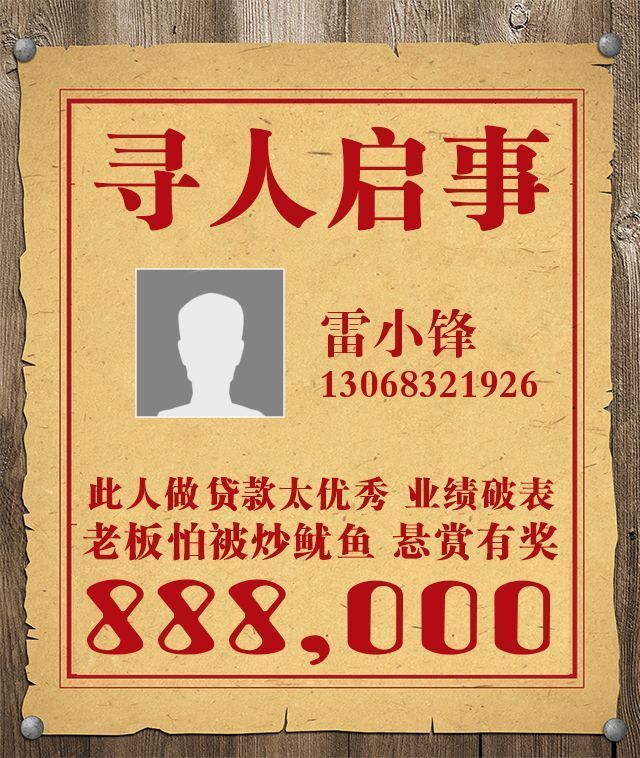 寻人启事
雷小锋
13068321926
此人做贷款太优秀 业绩破表
老板怕被炒鱿鱼 悬赏有奖
888,000